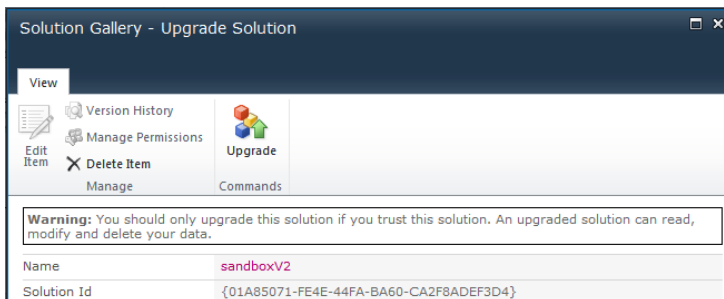 Solution Gallery - Upgrade Solution
View
Edit Item
Version History
Manage Permissions
Delete Item
Manage
Upgrade
Commands
Warning: You should only upgrade this solution if you trust this solution. An upgraded solution can read,
modify and delete your data.
Name sandboxV2
Solution Id {01A85071-FE4E-44FA-BA60-CA2F8ADEF3D4}